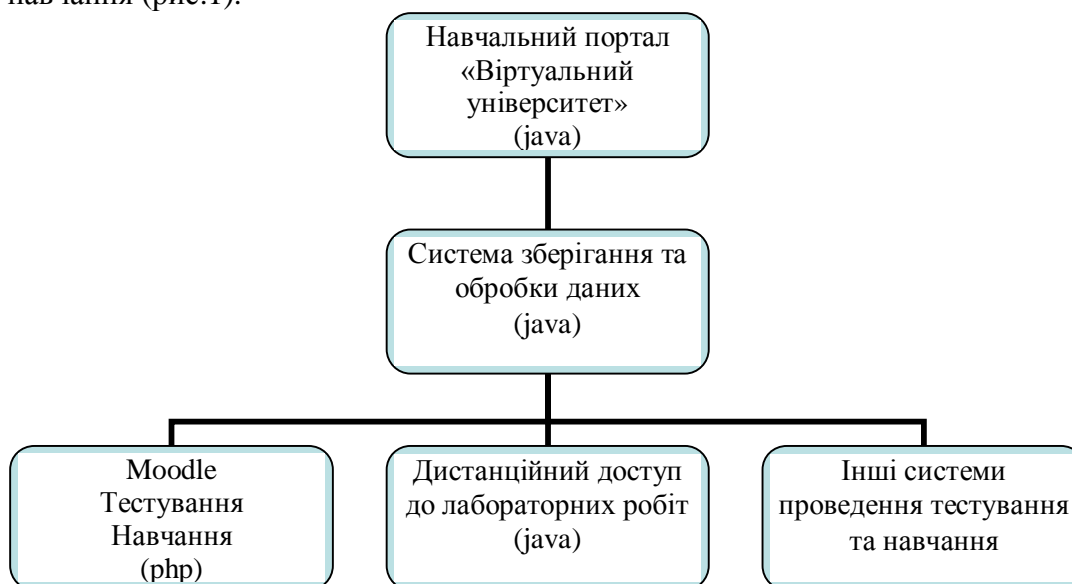 навчання (рис.1).
Навчальний портал
«Віртуальний
університет»
(java)
Система зберігання та
обробки даних
(java)
Moodle
Тестування
Навчання
(php)
Дистанційний доступ
до лабораторних робіт
(java)
Інші системи
проведення тестування
та навчання